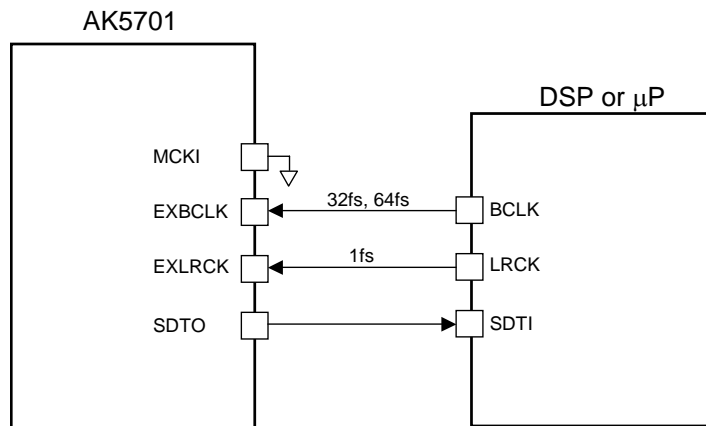 AK5701
DSP or μP
MCKI
EXBCLK
32fs, 64fs
BCLK
EXLRCK
1fs
LRCK
SDTO
SDTI